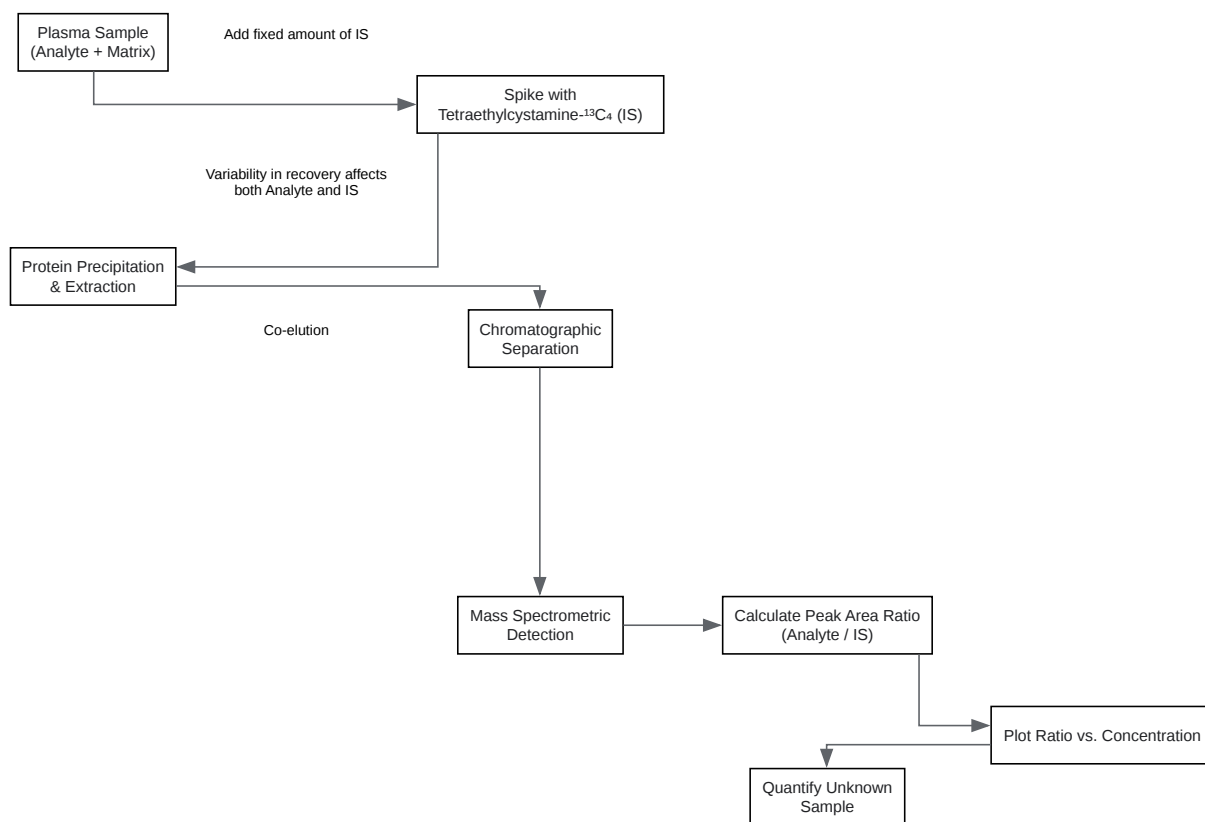 Plasma Sample
(Analyte + Matrix)
Add fixed amount of IS
Spike with
Tetraethylcystamine-¹³C₄ (IS)
Variability in recovery affects
both Analyte and IS
Protein Precipitation
& Extraction
Co-elution
Chromatographic
Separation
Mass Spectrometric
Detection
Calculate Peak Area Ratio
(Analyte / IS)
Plot Ratio vs. Concentration
Quantify Unknown
Sample